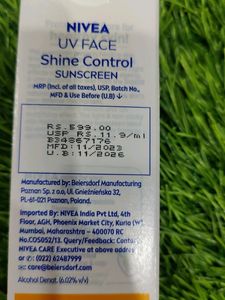 NIVEA
UV FACE
Shine Control
SUNSCREEN
MRP (Incl. of all taxes), USP, Batch No.,
MFD & Use Before (U.B) ↓
RS.599.00
USP RS.11.9/ml
B34867176
MFD:11/2023
U.B:11/2026
Manufactured by: Beiersdorf Manufacturing
Poznan Sp. z o.o, Ul. Gnieźnieńska 32,
PL-61-021 Poznan, Poland.
Imported By: NIVEA India Pvt Ltd, 4th
Floor, AGH, Phoenix Market City, Kurla (W),
Mumbai, Maharashtra – 400070 RC
No.COS052/13. Query/Feedback: Contact
NIVEA CARE Executive at above address or
✆: (022) 62487999
✉: care@beiersdorf.com
Alcohol Denat. (6.02% v/v)